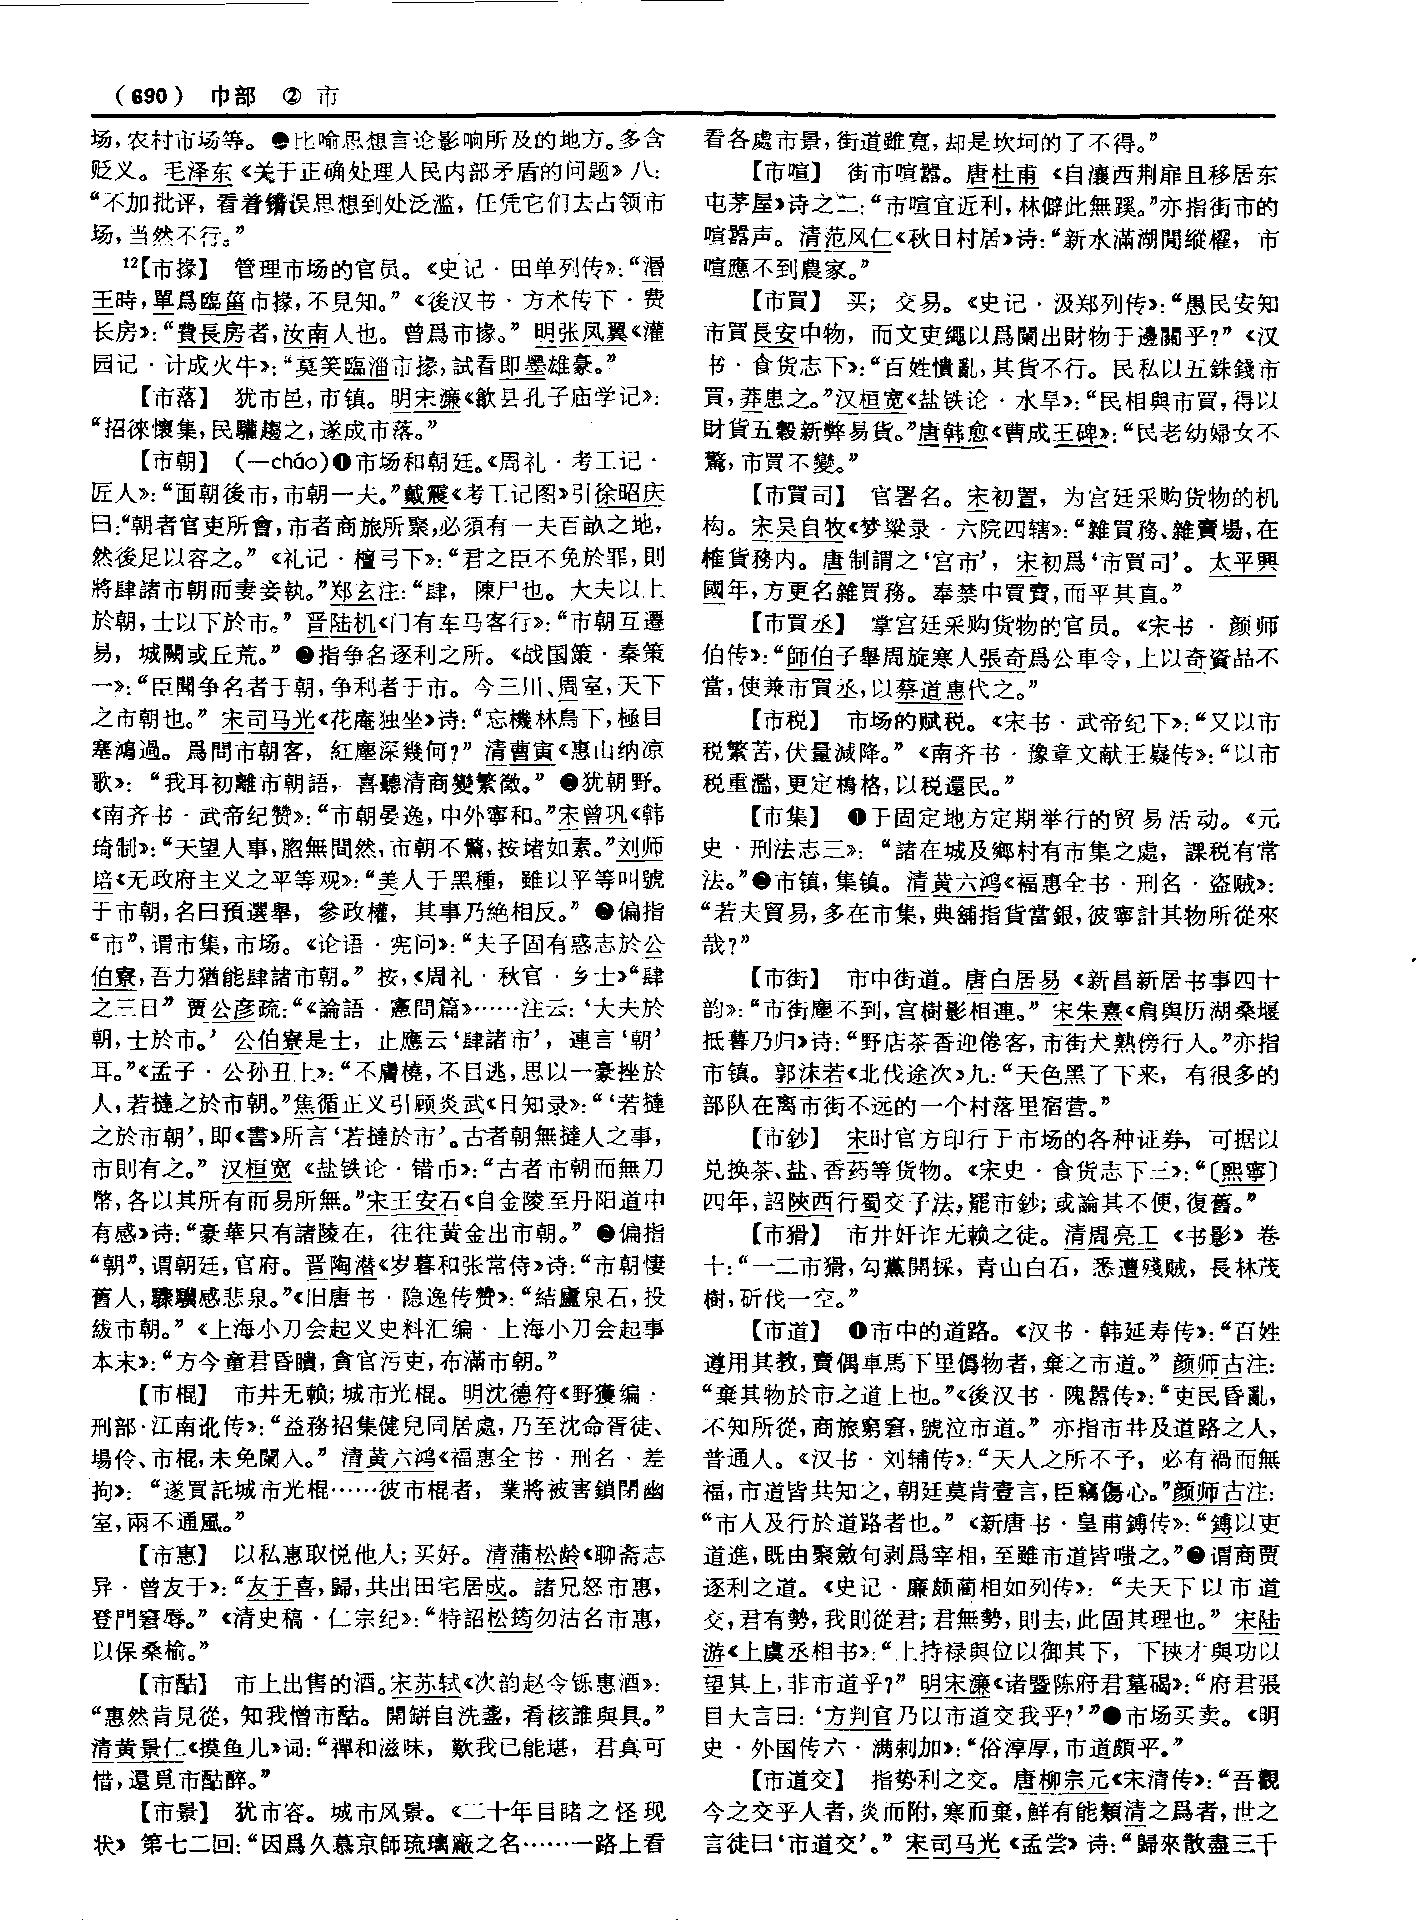 (690) 巾部 ② 市
场,农村市场等。●比喻思想言论影响所及的地方。多含
贬义。毛泽东《关于正确处理人民内部矛盾的问题》八:
“不加批评,看着错误思想到处泛滥,任凭它们去占领市
场,当然不行。”
¹²【市掾】 管理市场的官员。《史记·田单列传》:“湣
王時,單爲臨菑市掾,不見知。”《後汉书·方术传下·费
长房》:“費長房者,汝南人也。曾爲市掾。”明张凤翼《灌
园记·计成火牛》:“莫笑臨淄市掾,試看即墨雄豪。”
【市落】 犹市邑,市镇。明宋濂《歙县孔子庙学记》:
“招徠懷集,民驩趨之,遂成市落。”
【市朝】 (—cháo)❶市场和朝廷。《周礼·考工记·
匠人》:“面朝後市,市朝一夫。”戴震《考工记图》引徐昭庆
曰:“朝者官吏所會,市者商旅所聚,必須有一夫百畝之地,
然後足以容之。”《礼记·檀弓下》:“君之臣不免於罪,則
將肆諸市朝而妻妾執。”郑玄注:“肆,陳尸也。大夫以上
於朝,士以下於市。”晋陆机《门有车马客行》:“市朝互遷
易,城闕或丘荒。”❷指争名逐利之所。《战国策·秦策
一》:“臣聞争名者于朝,争利者于市。今三川、周室,天下
之市朝也。”宋司马光《花庵独坐》诗:“忘機林鳥下,極目
塞鴻過。爲問市朝客,紅塵深幾何?”清曹寅《惠山纳凉
歌》:“我耳初離市朝語,喜聽清商變繁徵。”❸犹朝野。
《南齐书·武帝纪赞》:“市朝晏逸,中外寧和。”宋曾巩《韩
琦制》:“天望人事,脗無間然,市朝不驚,按堵如素。”刘师
培《无政府主义之平等观》:“美人于黑種,雖以平等叫號
于市朝,名曰預選舉,參政權,其事乃絶相反。”❹偏指
“市”,谓市集,市场。《论语·宪问》:“夫子固有惑志於公
伯寮,吾力猶能肆諸市朝。”按,《周礼·秋官·乡士》“肆
之三日”贾公彦疏:“《論語·憲問篇》……注云:‘大夫於
朝,士於市。’公伯寮是士,止應云‘肆諸市’,連言‘朝’
耳。”《孟子·公孙丑上》:“不膚橈,不目逃,思以一豪挫於
人,若撻之於市朝。”焦循正义引顾炎武《日知录》:“‘若撻
之於市朝’,即《書》所言‘若撻於市’。古者朝無撻人之事,
市則有之。”汉桓宽《盐铁论·错币》:“古者市朝而無刀
幣,各以其所有而易所無。”宋王安石《自金陵至丹阳道中
有感》诗:“豪華只有諸陵在,往往黄金出市朝。”❺偏指
“朝”,谓朝廷,官府。晋陶潜《岁暮和张常侍》诗:“市朝悽
舊人,驟驥感悲泉。”《旧唐书·隐逸传赞》:“結廬泉石,投
紱市朝。”《上海小刀会起义史料汇编·上海小刀会起事
本末》:“方今童君昏聵,貪官污吏,布滿市朝。”
【市棍】 市井无赖;城市光棍。明沈德符《野獲编·
刑部·江南讹传》:“益務招集健兒同居處,乃至沈命胥徒、
場伶、市棍,未免闌入。”清黄六鸿《福惠全书·刑名·差
拘》:“遂買託城市光棍……彼市棍者,業將被害鎖閉幽
室,兩不通風。”
【市惠】 以私惠取悦他人;买好。清蒲松龄《聊斋志
异·曾友于》:“友于喜,歸,共出田宅居成。諸兄怒市惠,
登門窘辱。”《清史稿·仁宗纪》:“特詔松筠勿沽名市惠,
以保桑榆。”
【市酤】 市上出售的酒。宋苏轼《次韵赵令铄惠酒》:
“惠然肯見從,知我憎市酤。開缾自洗盞,肴核誰與具。”
清黄景仁《摸鱼儿》词:“禪和滋味,歎我已能堪,君真可
惜,還覓市酤醉。”
【市景】 犹市容。城市风景。《二十年目睹之怪现
状》第七二回:“因爲久慕京師琉璃廠之名……一路上看
看各處市景,街道雖寬,却是坎坷的了不得。”
【市喧】 街市喧嚣。唐杜甫《自瀼西荆扉且移居东
屯茅屋》诗之二:“市喧宜近利,林僻此無蹊。”亦指街市的
喧嚣声。清范风仁《秋日村居》诗:“新水滿湖閒縱櫂,市
喧應不到農家。”
【市買】 买;交易。《史记·汲郑列传》:“愚民安知
市買長安中物,而文吏繩以爲闌出財物于邊關乎?”《汉
书·食货志下》:“百姓憒亂,其貨不行。民私以五銖錢市
買,莽患之。”汉桓宽《盐铁论·水旱》:“民相與市買,得以
財貨五穀新弊易貨。”唐韩愈《曹成王碑》:“民老幼婦女不
驚,市買不變。”
【市買司】 官署名。宋初置,为宫廷采购货物的机
构。宋吴自牧《梦粱录·六院四辖》:“雜買務、雜賣場,在
榷貨務内。唐制謂之‘宫市’,宋初爲‘市買司’。太平興
國年,方更名雜買務。奉禁中買賣,而平其直。”
【市買丞】 掌宫廷采购货物的官员。《宋书·颜师
伯传》:“師伯子舉周旋寒人張奇爲公車令,上以奇資品不
當,使兼市買丞,以蔡道惠代之。”
【市税】 市场的赋税。《宋书·武帝纪下》:“又以市
税繁苦,伏量減降。”《南齐书·豫章文献王嶷传》:“以市
税重濫,更定槝格,以税還民。”
【市集】 ❶于固定地方定期举行的贸易活动。《元
史·刑法志三》:“諸在城及鄉村有市集之處,課税有常
法。”❷市镇,集镇。清黄六鸿《福惠全书·刑名·盗贼》:
“若夫貿易,多在市集,典舖指貨當銀,彼寧計其物所從來
哉?”
【市街】 市中街道。唐白居易《新昌新居书事四十
韵》:“市街塵不到,宫樹影相連。”宋朱熹《肩舆历湖桑堰
抵暮乃归》诗:“野店茶香迎倦客,市街犬熟傍行人。”亦指
市镇。郭沫若《北伐途次》九:“天色黑了下来,有很多的
部队在离市街不远的一个村落里宿营。”
【市鈔】 宋时官方印行于市场的各种证券,可据以
兑换茶、盐、香药等货物。《宋史·食货志下三》:“〔熙寧〕
四年,詔陝西行蜀交子法,罷市鈔;或論其不便,復舊。”
【市猾】 市井奸诈无赖之徒。清周亮工《书影》卷
十:“一二市猾,勾黨開採,青山白石,悉遭殘賊,長林茂
樹,斫伐一空。”
【市道】 ❶市中的道路。《汉书·韩延寿传》:“百姓
遵用其教,賣偶車馬下里僞物者,棄之市道。”颜师古注:
“棄其物於市之道上也。”《後汉书·隗嚣传》:“吏民昏亂,
不知所從,商旅窮窘,號泣市道。”亦指市井及道路之人,
普通人。《汉书·刘辅传》:“天人之所不予,必有禍而無
福,市道皆共知之,朝廷莫肯壹言,臣竊傷心。”颜师古注:
“市人及行於道路者也。”《新唐书·皇甫鎛传》:“鎛以吏
道進,既由聚斂句剥爲宰相,至雖市道皆嗤之。”❷谓商贾
逐利之道。《史记·廉颇蔺相如列传》:“夫天下以市道
交,君有勢,我則從君;君無勢,則去,此固其理也。”宋陆
游《上虞丞相书》:“上持禄與位以御其下,下挾才與功以
望其上,非市道乎?”明宋濂《诸暨陈府君墓碣》:“府君張
目大言曰:‘方判官乃以市道交我乎?’”❸市场买卖。《明
史·外国传六·满剌加》:“俗淳厚,市道頗平。”
【市道交】 指势利之交。唐柳宗元《宋清传》:“吾觀
今之交乎人者,炎而附,寒而棄,鮮有能類清之爲者,世之
言徒曰‘市道交’。”宋司马光《孟尝》诗:“歸來散盡三千